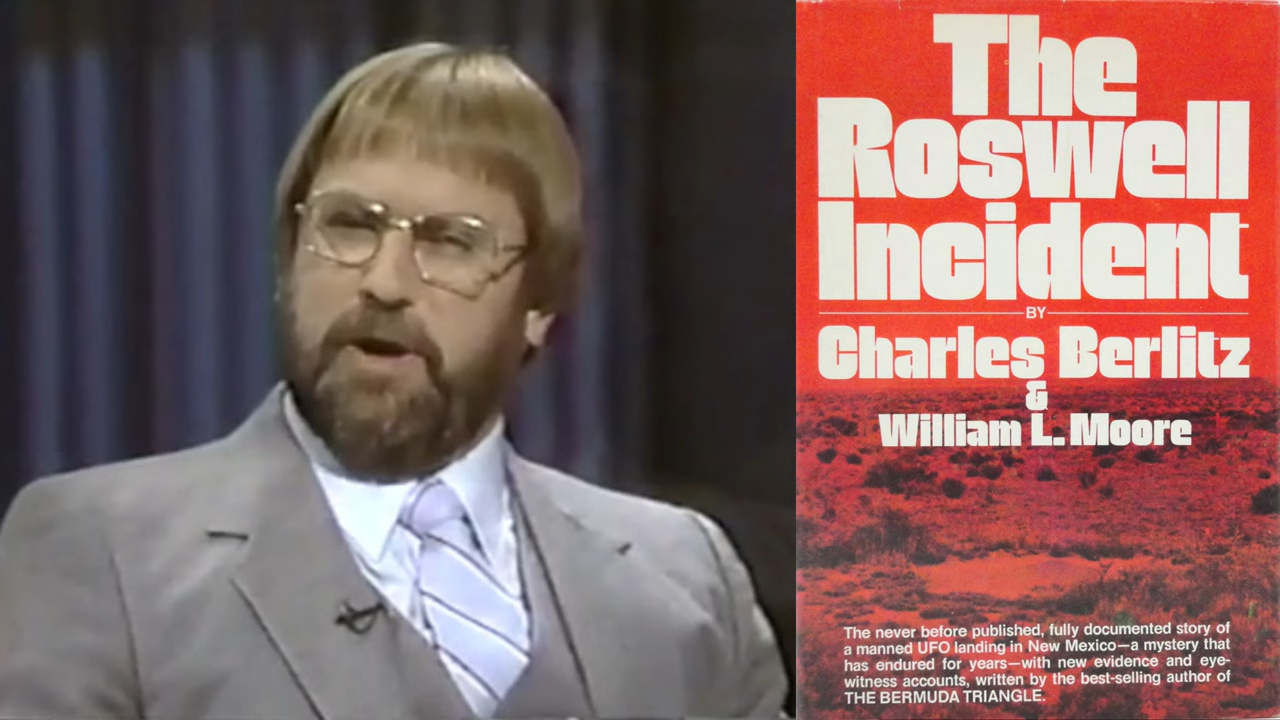 The
Roswell
Incident
BY
Charles Berlitz
&
William L. Moore
The never before published, fully documented story of
a manned UFO landing in New Mexico—a mystery that
has endured for years—with new evidence and eye-
witness accounts, written by the best-selling author of
THE BERMUDA TRIANGLE.